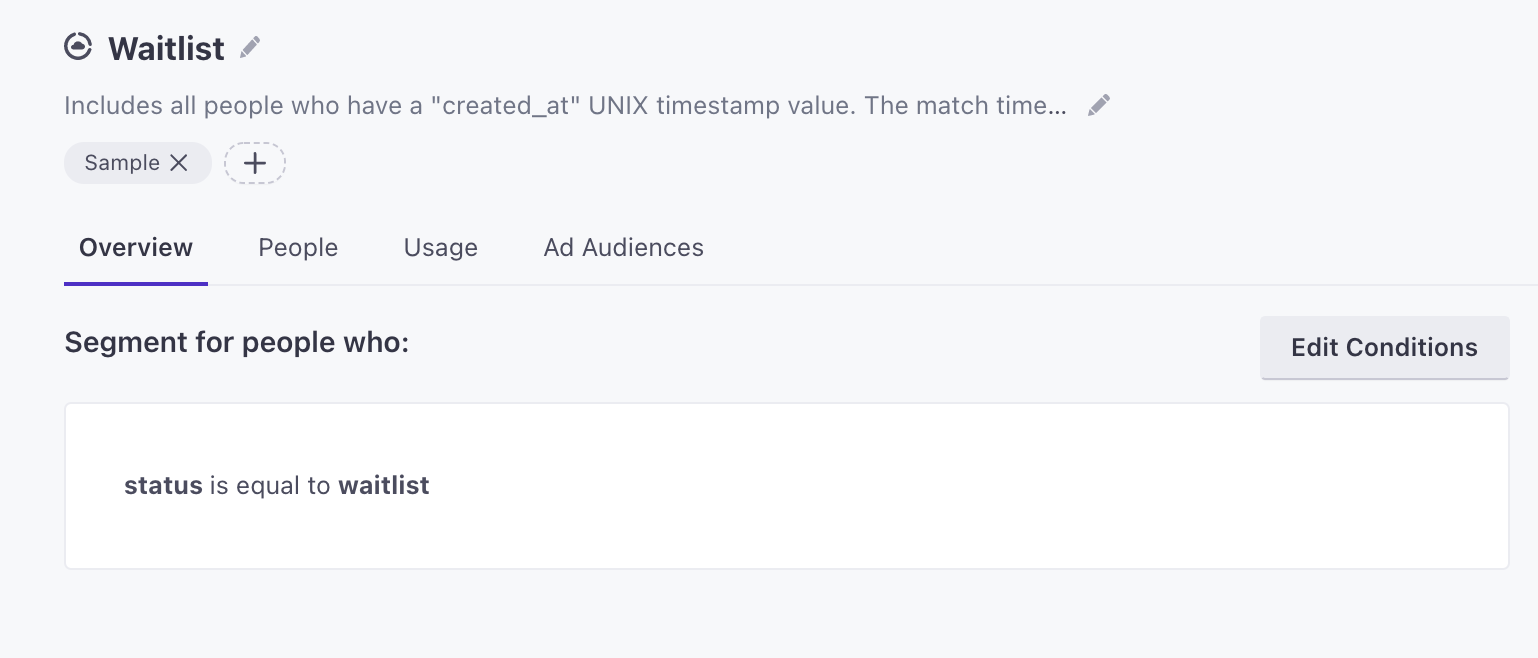 Waitlist
Includes all people who have a "created_at" UNIX timestamp value. The match time...
Sample
Overview People Usage Ad Audiences
Segment for people who:
Edit Conditions
status is equal to waitlist